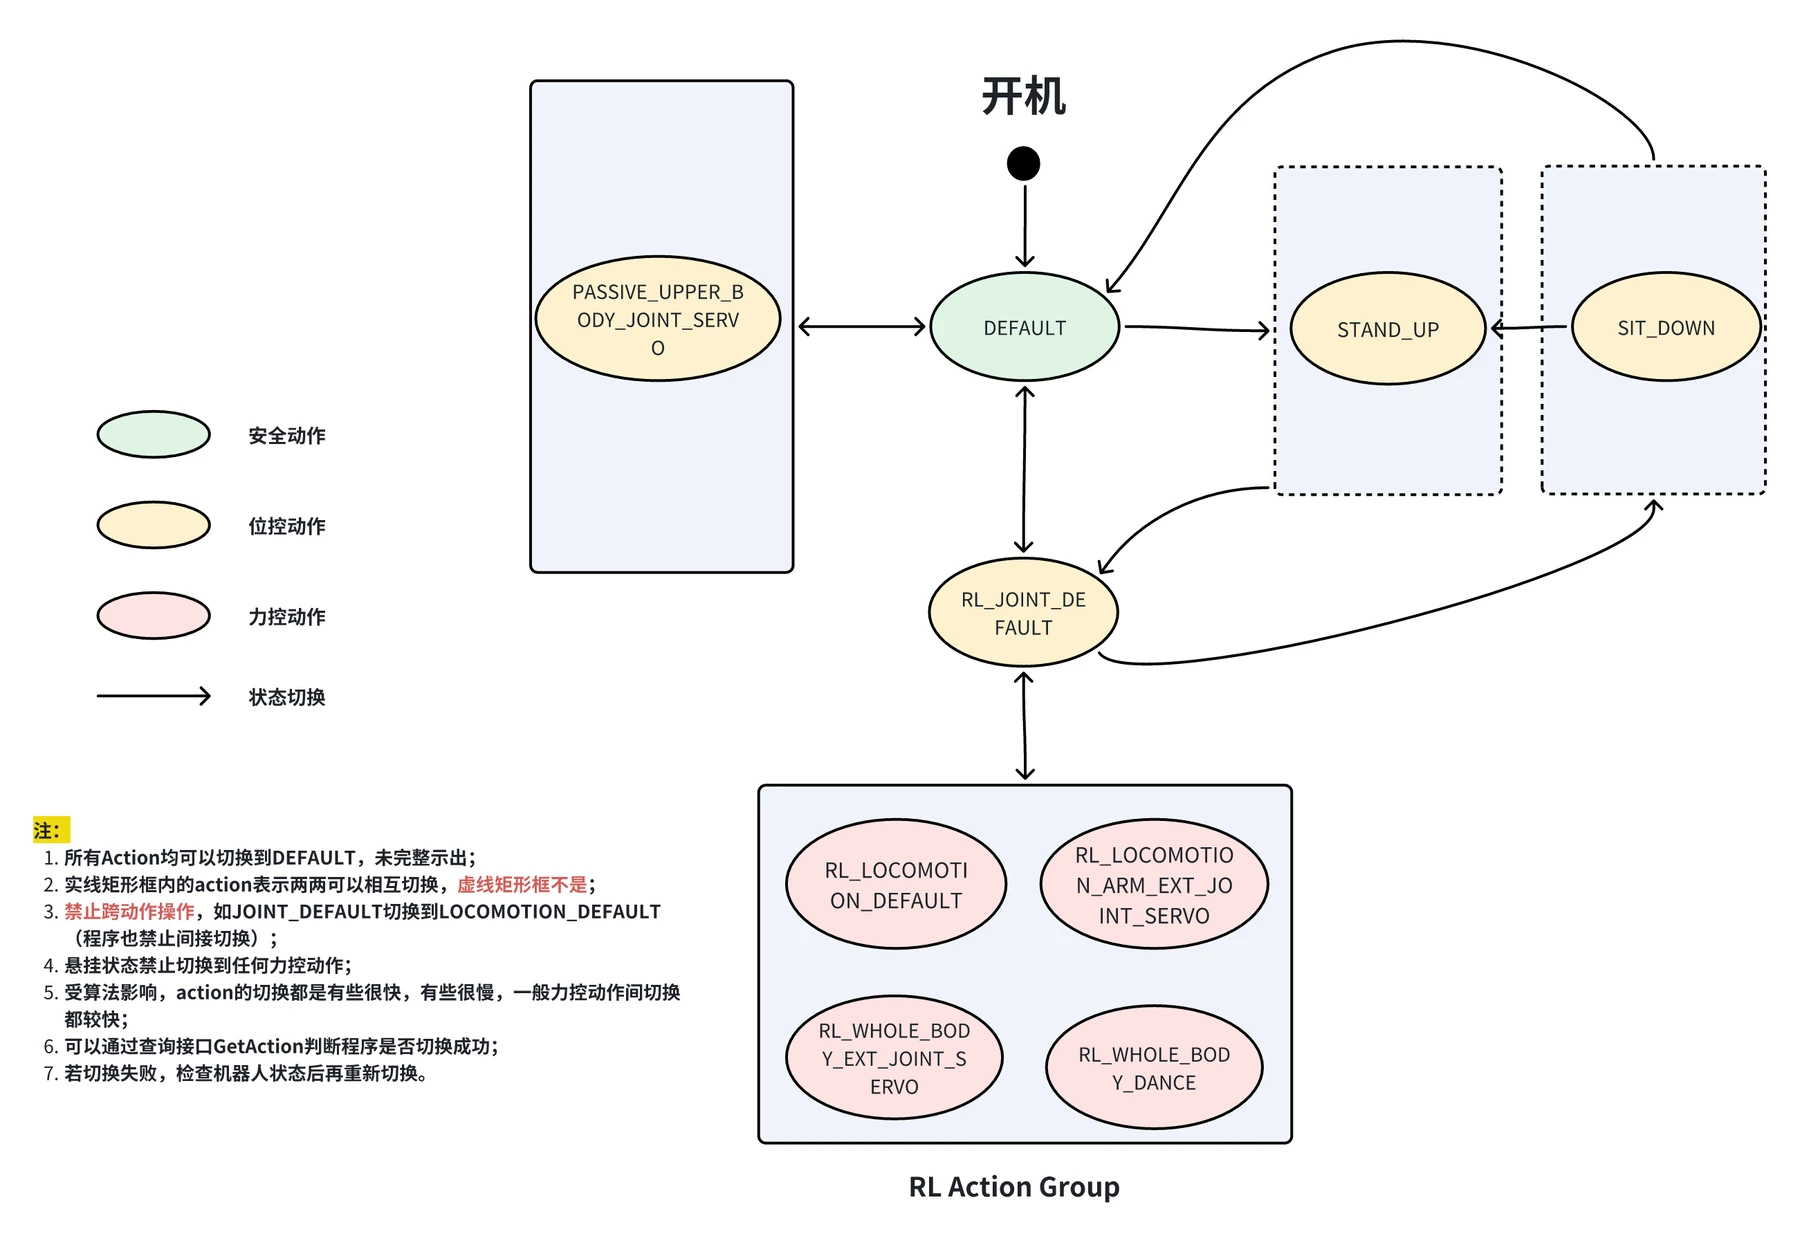 开机
PASSIVE_UPPER_B
ODY_JOINT_SERV
O
DEFAULT
STAND_UP
SIT_DOWN
安全动作
位控动作
力控动作
状态切换
RL_JOINT_DE
FAULT
注：
1. 所有Action均可以切换到DEFAULT，未完整示出；
2. 实线矩形框内的action表示两两可以相互切换，虚线矩形框不是；
3. 禁止跨动作操作，如JOINT_DEFAULT切换到LOCOMOTION_DEFAULT
（程序也禁止间接切换）；
4. 悬挂状态禁止切换到任何力控动作；
5. 受算法影响，action的切换都是有些很快，有些很慢，一般力控动作间切换
都较快；
6. 可以通过查询接口GetAction判断程序是否切换成功；
7. 若切换失败，检查机器人状态后再重新切换。
RL_LOCOMOTI
ON_DEFAULT
RL_LOCOMOTIO
N_ARM_EXT_JO
INT_SERVO
RL_WHOLE_BOD
Y_EXT_JOINT_S
ERVO
RL_WHOLE_BOD
Y_DANCE
RL Action Group